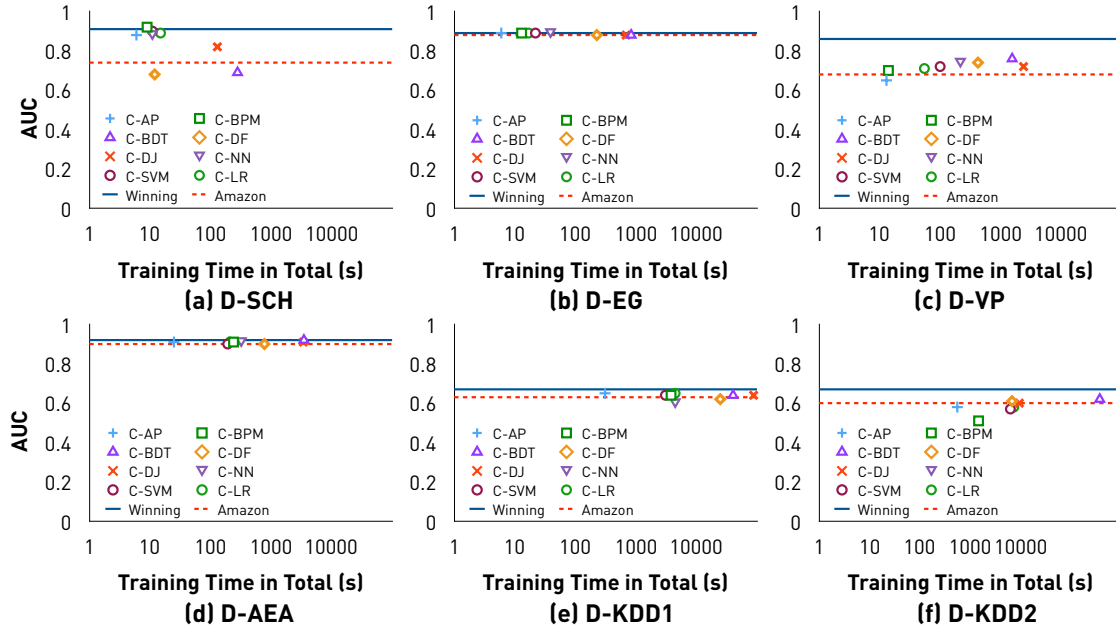 1
0.8
0.6
0.4
0.2
0
AUC
C-AP C-BPM
C-BDT C-DF
C-DJ C-NN
C-SVM C-LR
Winning Amazon
1 10 100 1000 10000
Training Time in Total (s)
(a) D-SCH
1
0.8
0.6
0.4
0.2
0
C-AP C-BPM
C-BDT C-DF
C-DJ C-NN
C-SVM C-LR
Winning Amazon
1 10 100 1000 10000
Training Time in Total (s)
(b) D-EG
1
0.8
0.6
0.4
0.2
0
C-AP C-BPM
C-BDT C-DF
C-DJ C-NN
C-SVM C-LR
Winning Amazon
1 10 100 1000 10000
Training Time in Total (s)
(c) D-VP
1
0.8
0.6
0.4
0.2
0
AUC
C-AP C-BPM
C-BDT C-DF
C-DJ C-NN
C-SVM C-LR
Winning Amazon
1 10 100 1000 10000
Training Time in Total (s)
(d) D-AEA
1
0.8
0.6
0.4
0.2
0
C-AP C-BPM
C-BDT C-DF
C-DJ C-NN
C-SVM C-LR
Winning Amazon
1 10 100 1000 10000
Training Time in Total (s)
(e) D-KDD1
1
0.8
0.6
0.4
0.2
0
C-AP C-BPM
C-BDT C-DF
C-DJ C-NN
C-SVM C-LR
Winning Amazon
1 10 100 1000 10000
Training Time in Total (s)
(f) D-KDD2